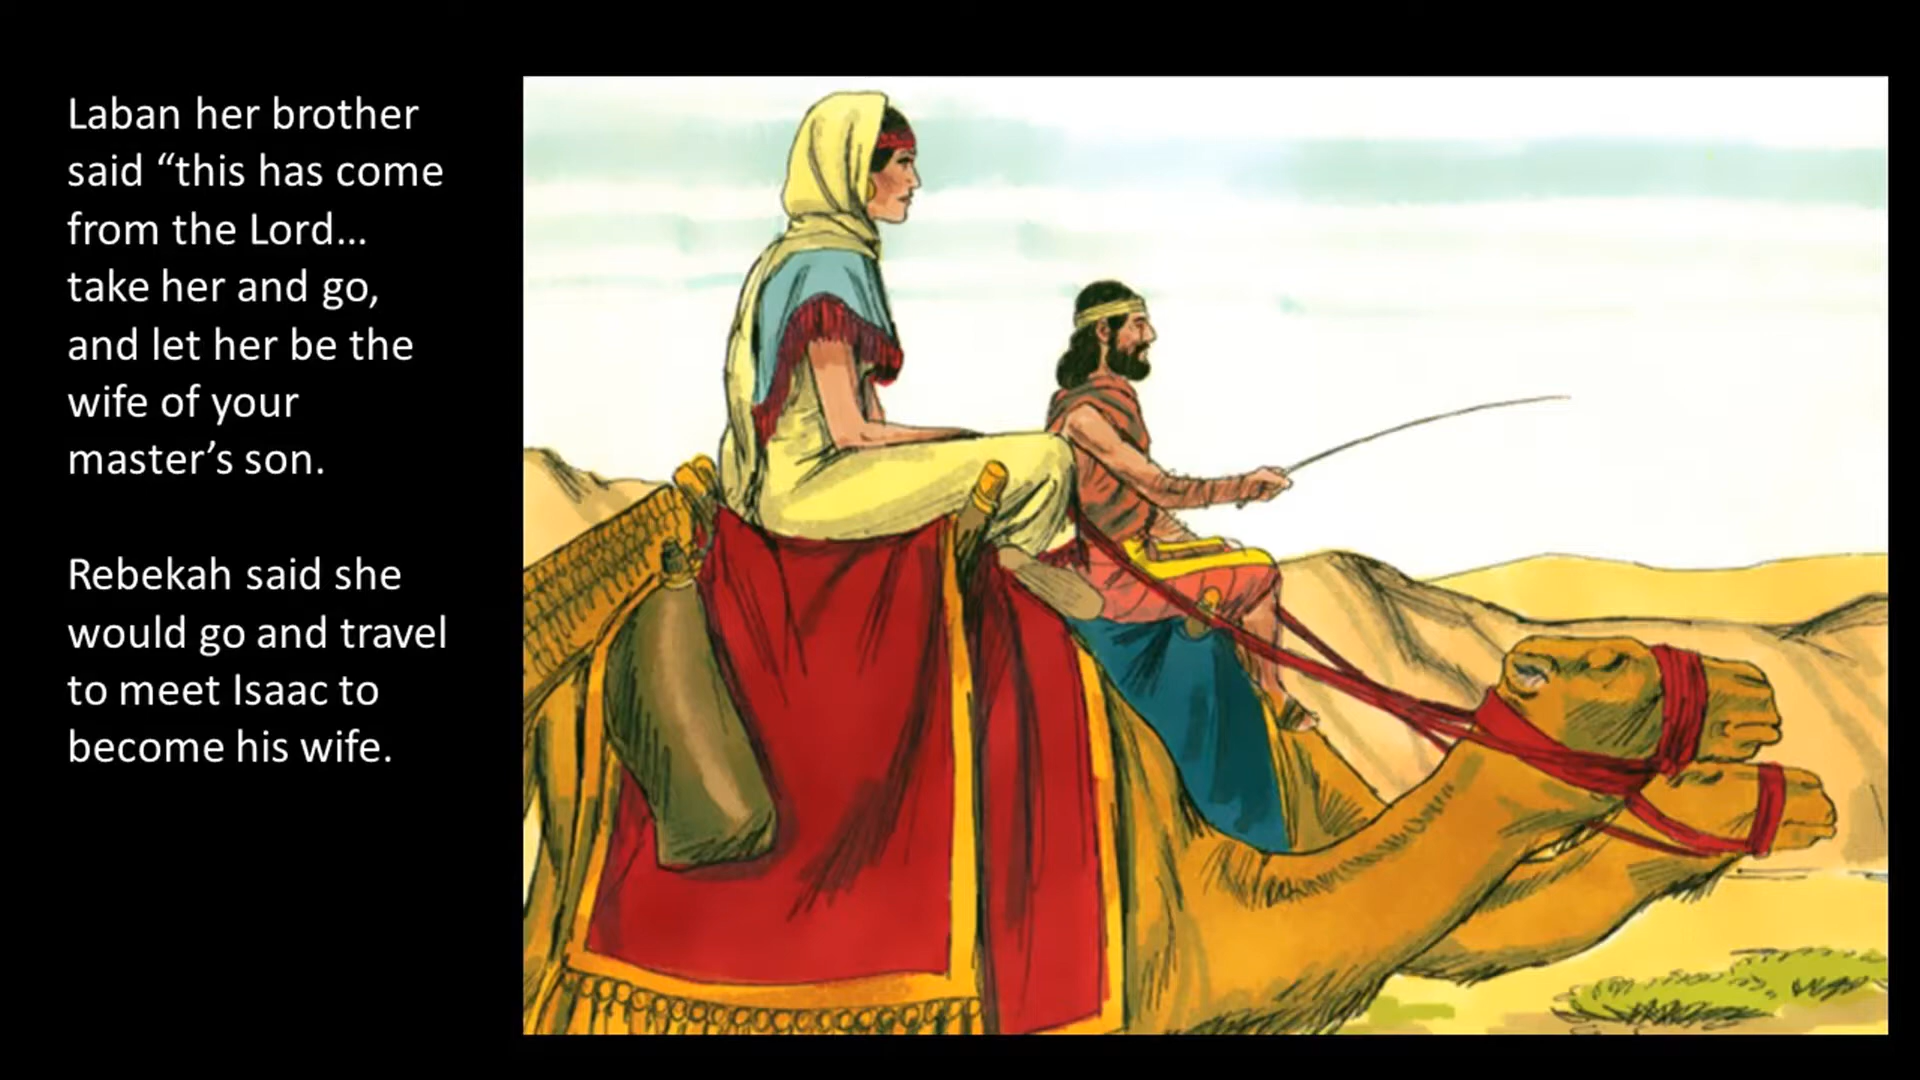 Laban her brother
said “this has come
from the Lord...
take her and go,
and let her be the
wife of your
master’s son.
Rebekah said she
would go and travel
to meet Isaac to
become his wife.